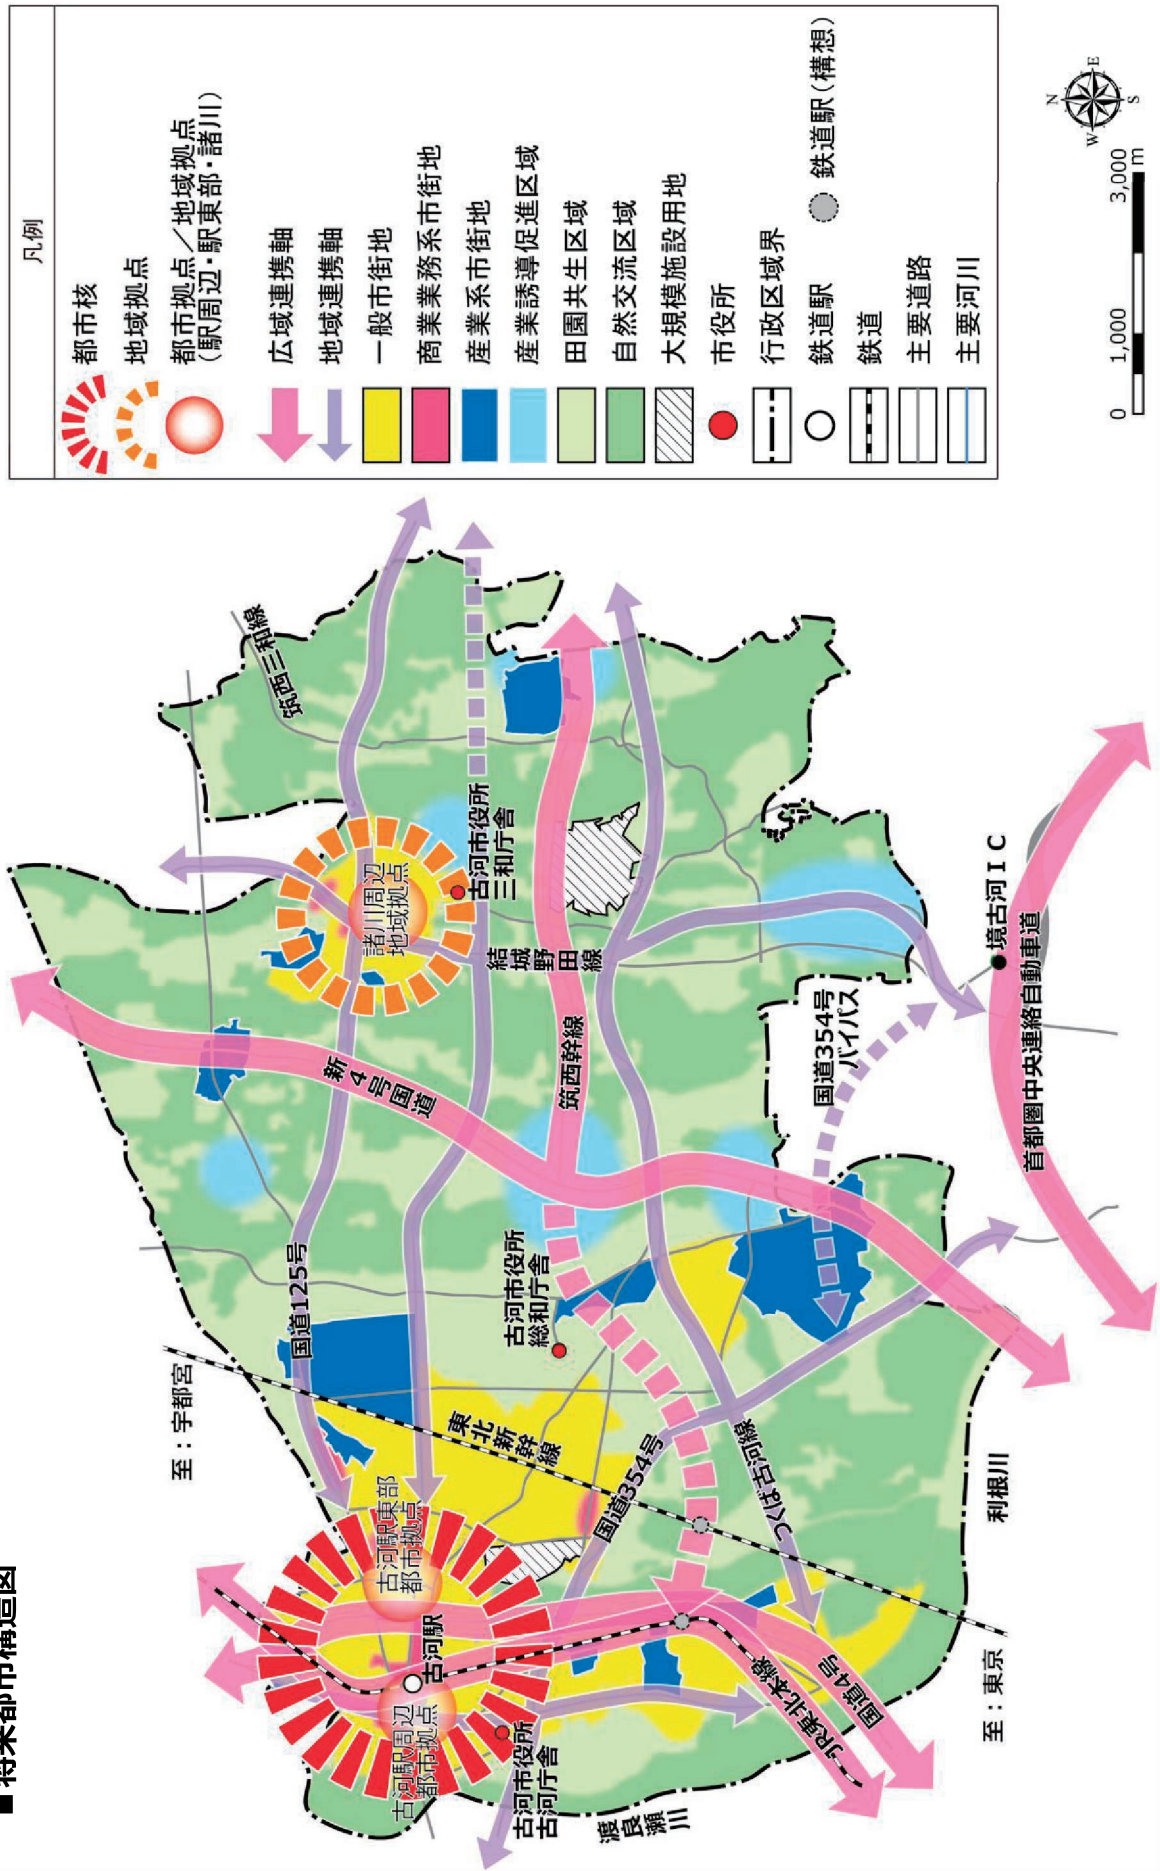 ■将来都市構造図
凡例
都市核
地域拠点
都市拠点／地域拠点
（駅周辺・駅東部・諸川）
広域連携軸
地域連携軸
一般市街地
商業業務系市街地
産業系市街地
産業誘導促進区域
田園共生区域
自然交流区域
大規模施設用地
市役所
行政区域界
鉄道駅
鉄道駅（構想）
鉄道
主要道路
主要河川
N
E
S
W
0
1,000
3,000
m
筑西三和線
諸川周辺
地域拠点
古河市役所
三和庁舎
結城野田線
新4号国道
筑西幹線
国道354号
バイパス
境古河ＩＣ
首都圏中央連絡自動車道
国道125号
古河市役所
総和庁舎
至：宇都宮
東北新幹線
国道354号
つくば古河線
利根川
古河駅東部
都市拠点
古河駅
古河駅周辺
都市拠点
古河市役所
古河庁舎
渡良瀬川
JR東北本線
国道4号
至：東京